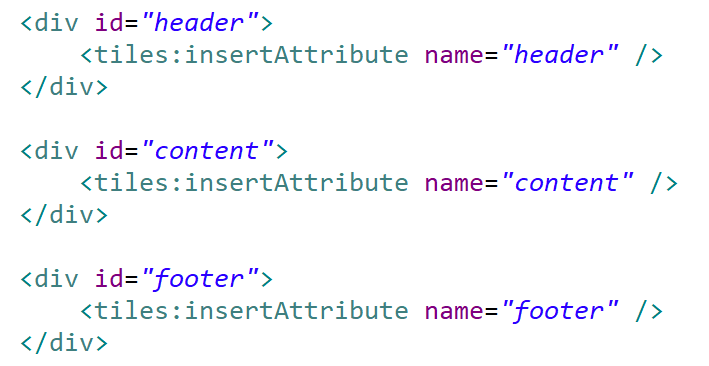 <div id="header">
    <tiles:insertAttribute name="header" />
</div>

<div id="content">
    <tiles:insertAttribute name="content" />
</div>

<div id="footer">
    <tiles:insertAttribute name="footer" />
</div>